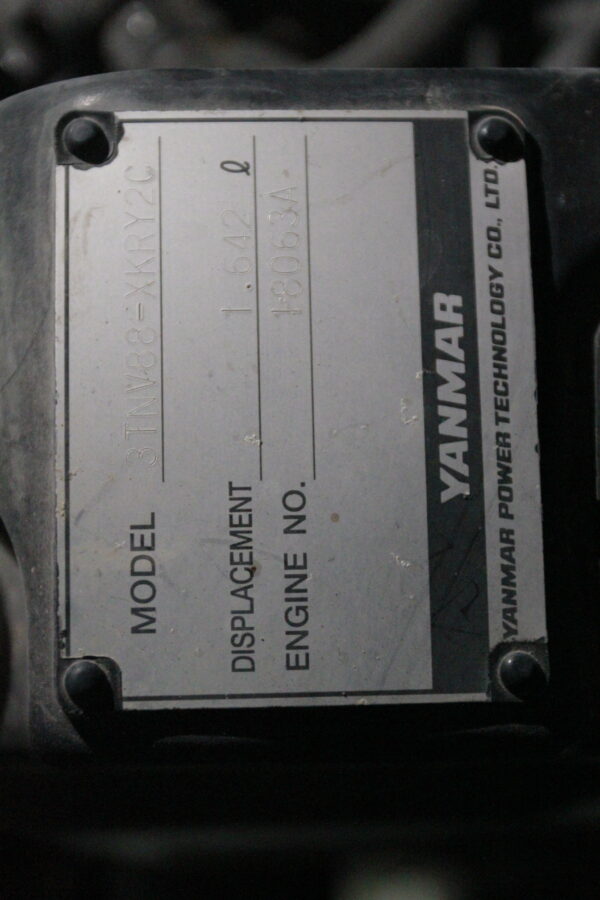 MODEL 3TNV88-XKRY2C
DISPLACEMENT 1.642 ℓ
ENGINE NO. 18063A
YANMAR
YANMAR POWER TECHNOLOGY CO., LTD.